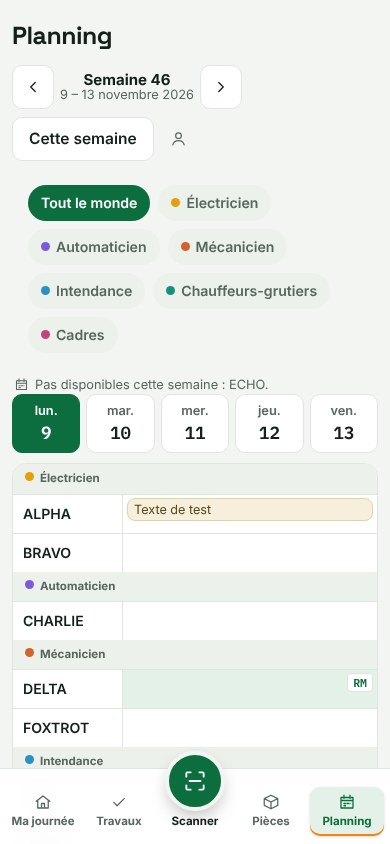 Planning
Semaine 46
9 – 13 novembre 2026
Cette semaine
Tout le monde
Électricien
Automaticien
Mécanicien
Intendance
Chauffeurs-grutiers
Cadres
Pas disponibles cette semaine : ECHO.
lun. mar. mer. jeu. ven.
9 10 11 12 13
Électricien
ALPHA Texte de test
BRAVO
Automaticien
CHARLIE
Mécanicien
DELTA RM
FOXTROT
Intendance
Ma journée Travaux Scanner Pièces Planning